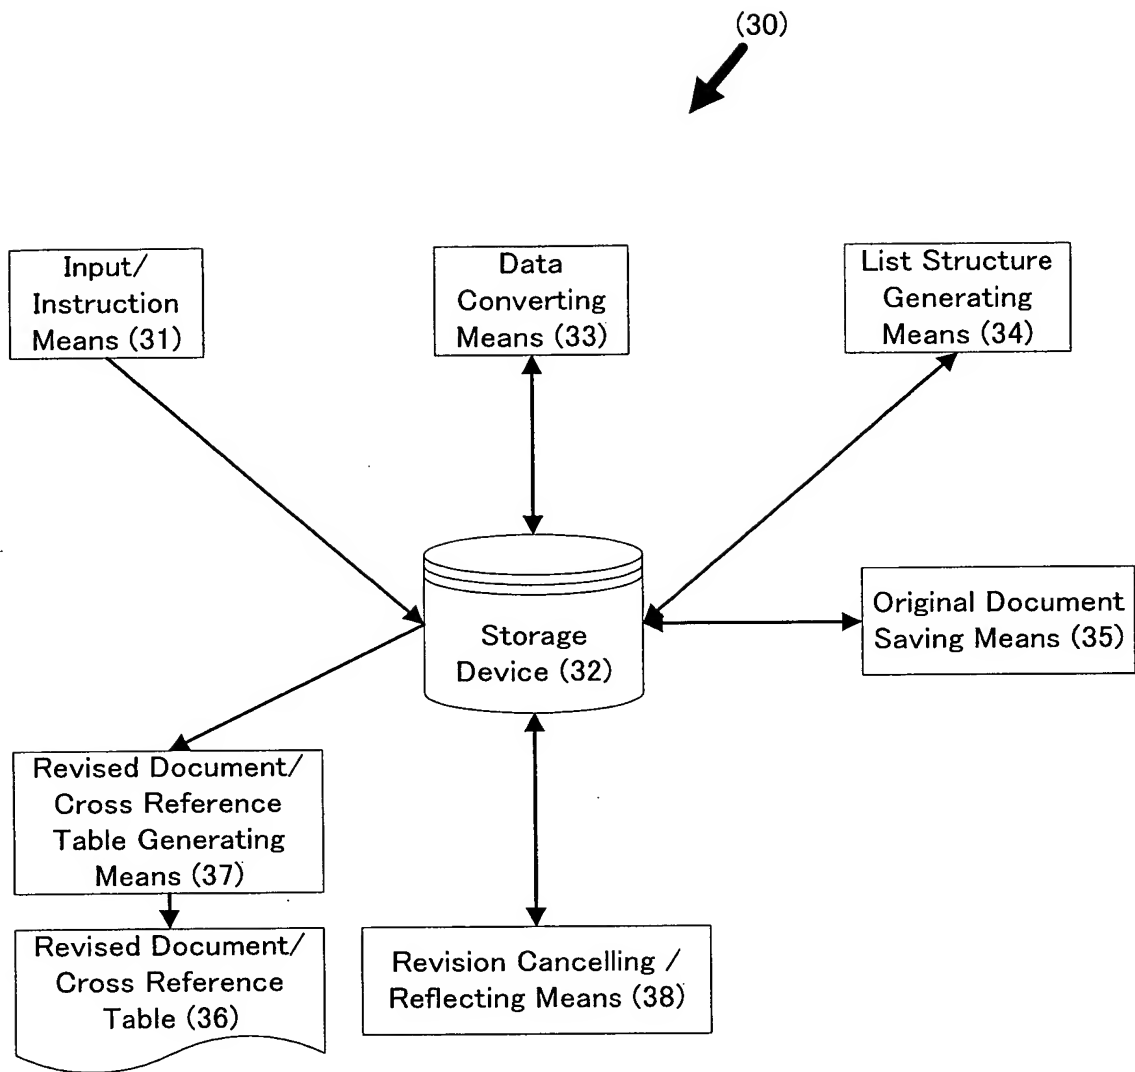 (30)
Input/
Instruction
Means (31)
Data
Converting
Means (33)
List Structure
Generating
Means (34)
Storage
Device (32)
Original Document
Saving Means (35)
Revised Document/
Cross Reference
Table Generating
Means (37)
Revised Document/
Cross Reference
Table (36)
Revision Cancelling /
Reflecting Means (38)